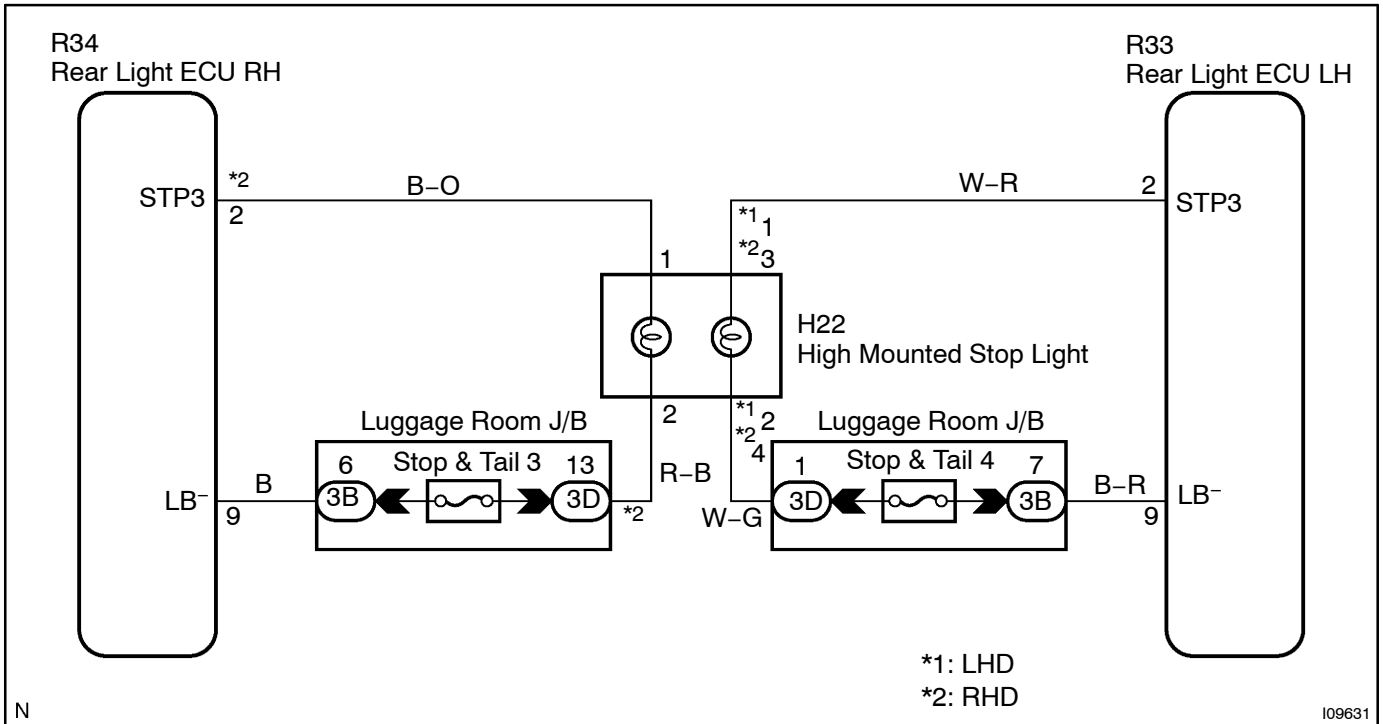 R34
Rear Light ECU RH
R33
Rear Light ECU LH
STP3
*2
2
B–O
W–R
2
STP3
*1 1
*2 3
1
H22
High Mounted Stop Light
2
*1 2
*2 4
Luggage Room J/B
Luggage Room J/B
6
Stop & Tail 3
13
1
Stop & Tail 4
7
R–B
LB–
B
9
3B
3D
*2
W–G
3D
3B
B–R
9
LB–
*1: LHD
*2: RHD
N
I09631